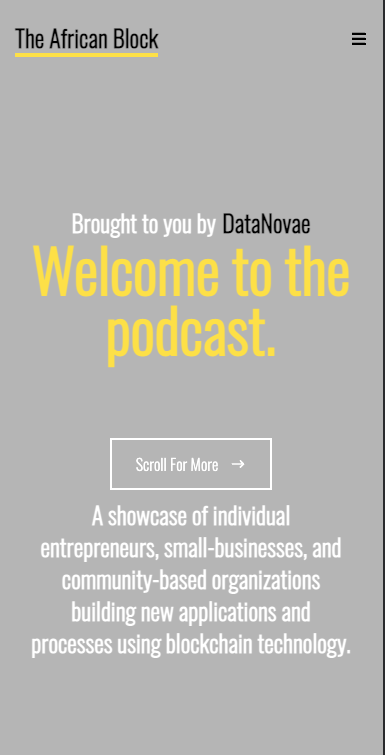 The African Block
Brought to you by DataNovae
Welcome to the
podcast.
Scroll For More →
A showcase of individual
entrepreneurs, small-businesses, and
community-based organizations
building new applications and
processes using blockchain technology.